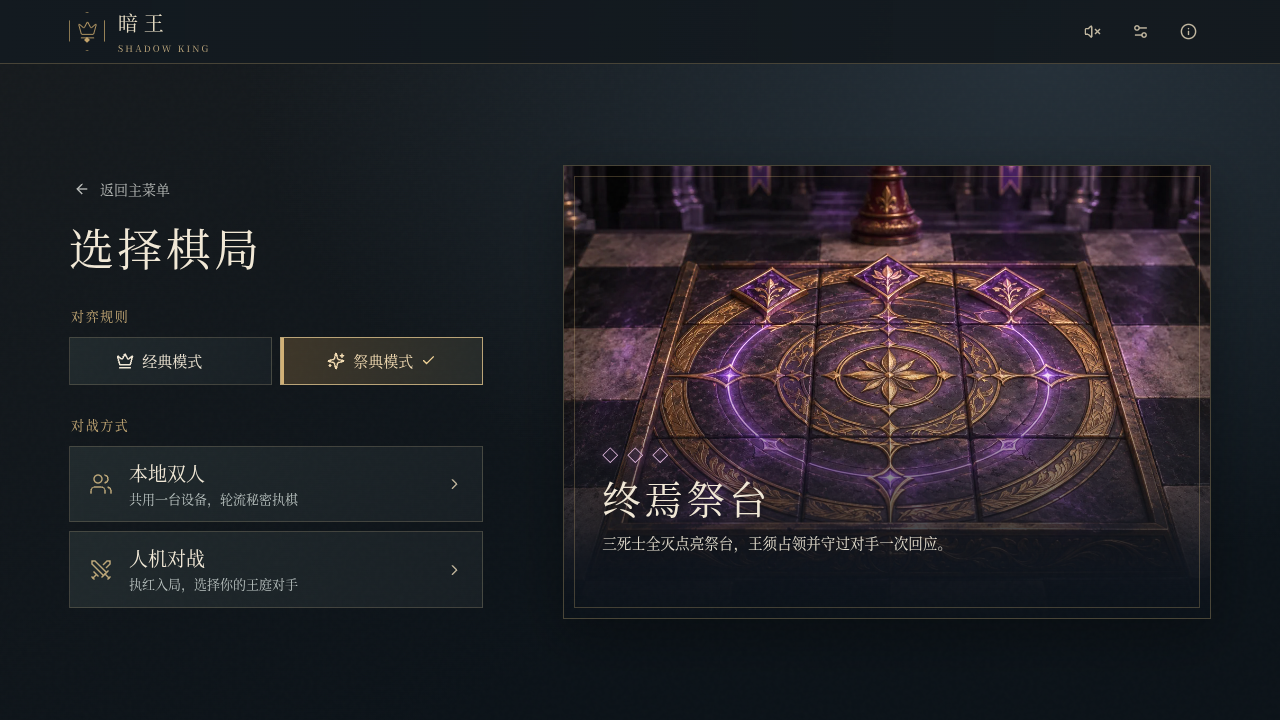 暗王
SHADOW KING
返回主菜单
选择棋局
对弈规则
经典模式
祭典模式
对战方式
本地双人
共用一台设备，轮流秘密执棋
人机对战
执红入局，选择你的王庭对手
终焉祭台
三死士全灭点亮祭台，王须占领并守过对手一次回应。